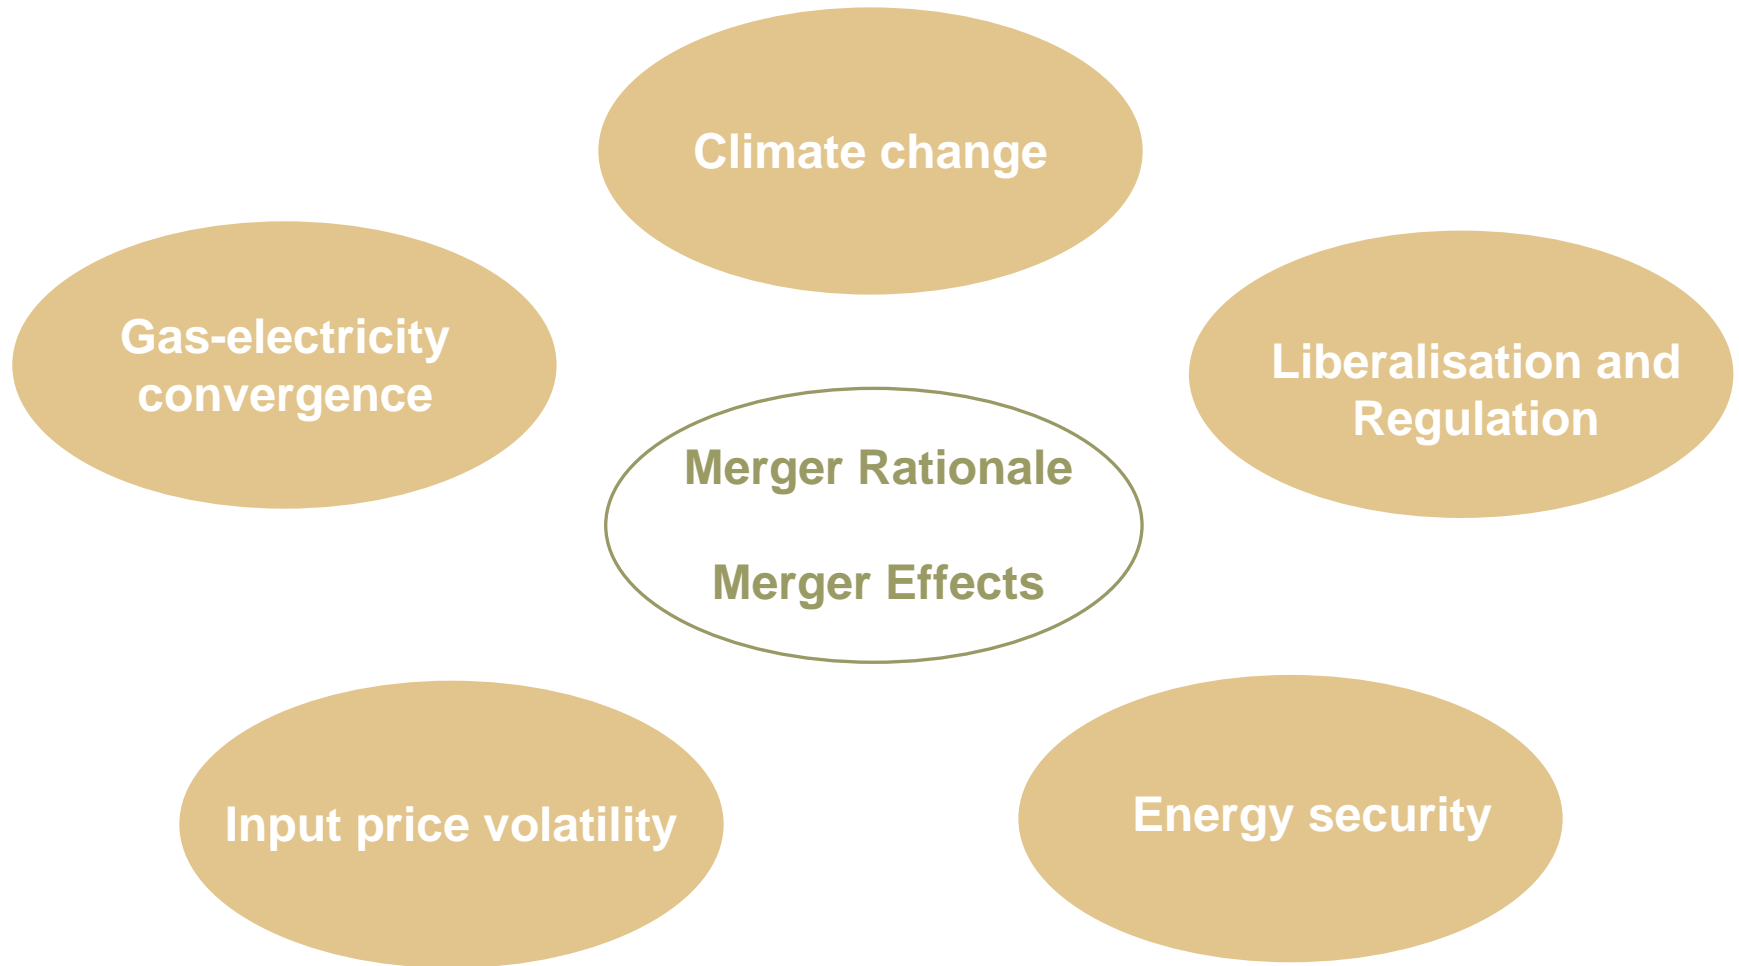 Climate change
Gas-electricity
convergence
Liberalisation and
Regulation
Merger Rationale
Merger Effects
Input price volatility
Energy security